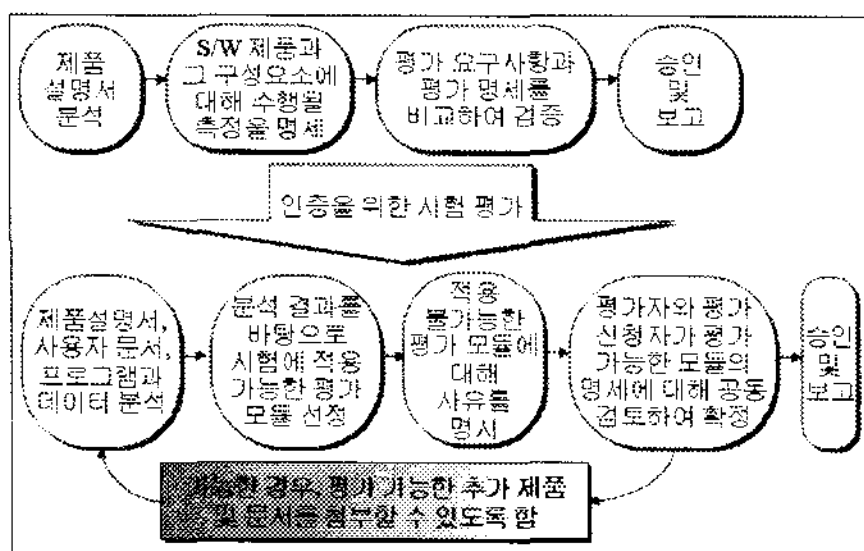 제품
설명서
분석
S/W 제품과
그 구성요소에
대해 수행될
측정을 명세
평가 요구사항과
평가 명세를
비교하여 검증
승인
및
보고
인증을 위한 시험 평가
제품설명서,
사용자 문서,
프로그램과
데이터 분석
분석 결과를
바탕으로
시험에 적용
가능한 평가
모듈 선정
적용
불가능한
평가 모듈에
대해
사유를
명시
평가자와 평가
신청자가 평가
가능한 모듈의
명세에 대해 공동
검토하여 확정
승인
및
보고
가능한 경우, 평가 가능한 추가 제품
및 문서를 첨부할 수 있도록 함